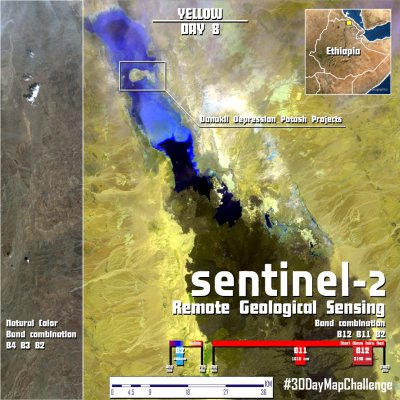 YELLOW
DAY 8
Ethiopia
Danakil Depression Potash Projects
sentinel-2
Remote Geological Sensing
Natural Color
Band combination
B4 B3 B2
Band combination
B12 B11 B2
Short Wave Infra Red
B2
B11
B12
KM
0 4.5 9 18 27 36
#30DayMapChallenge